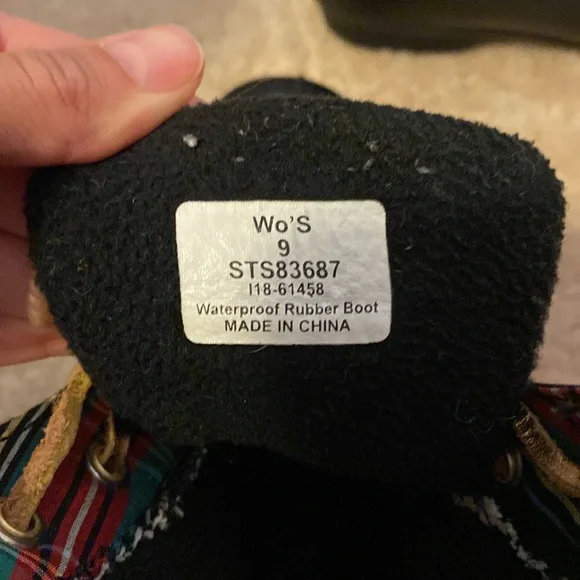 Wo'S
9
STS83687
I18-61458
Waterproof Rubber Boot
MADE IN CHINA